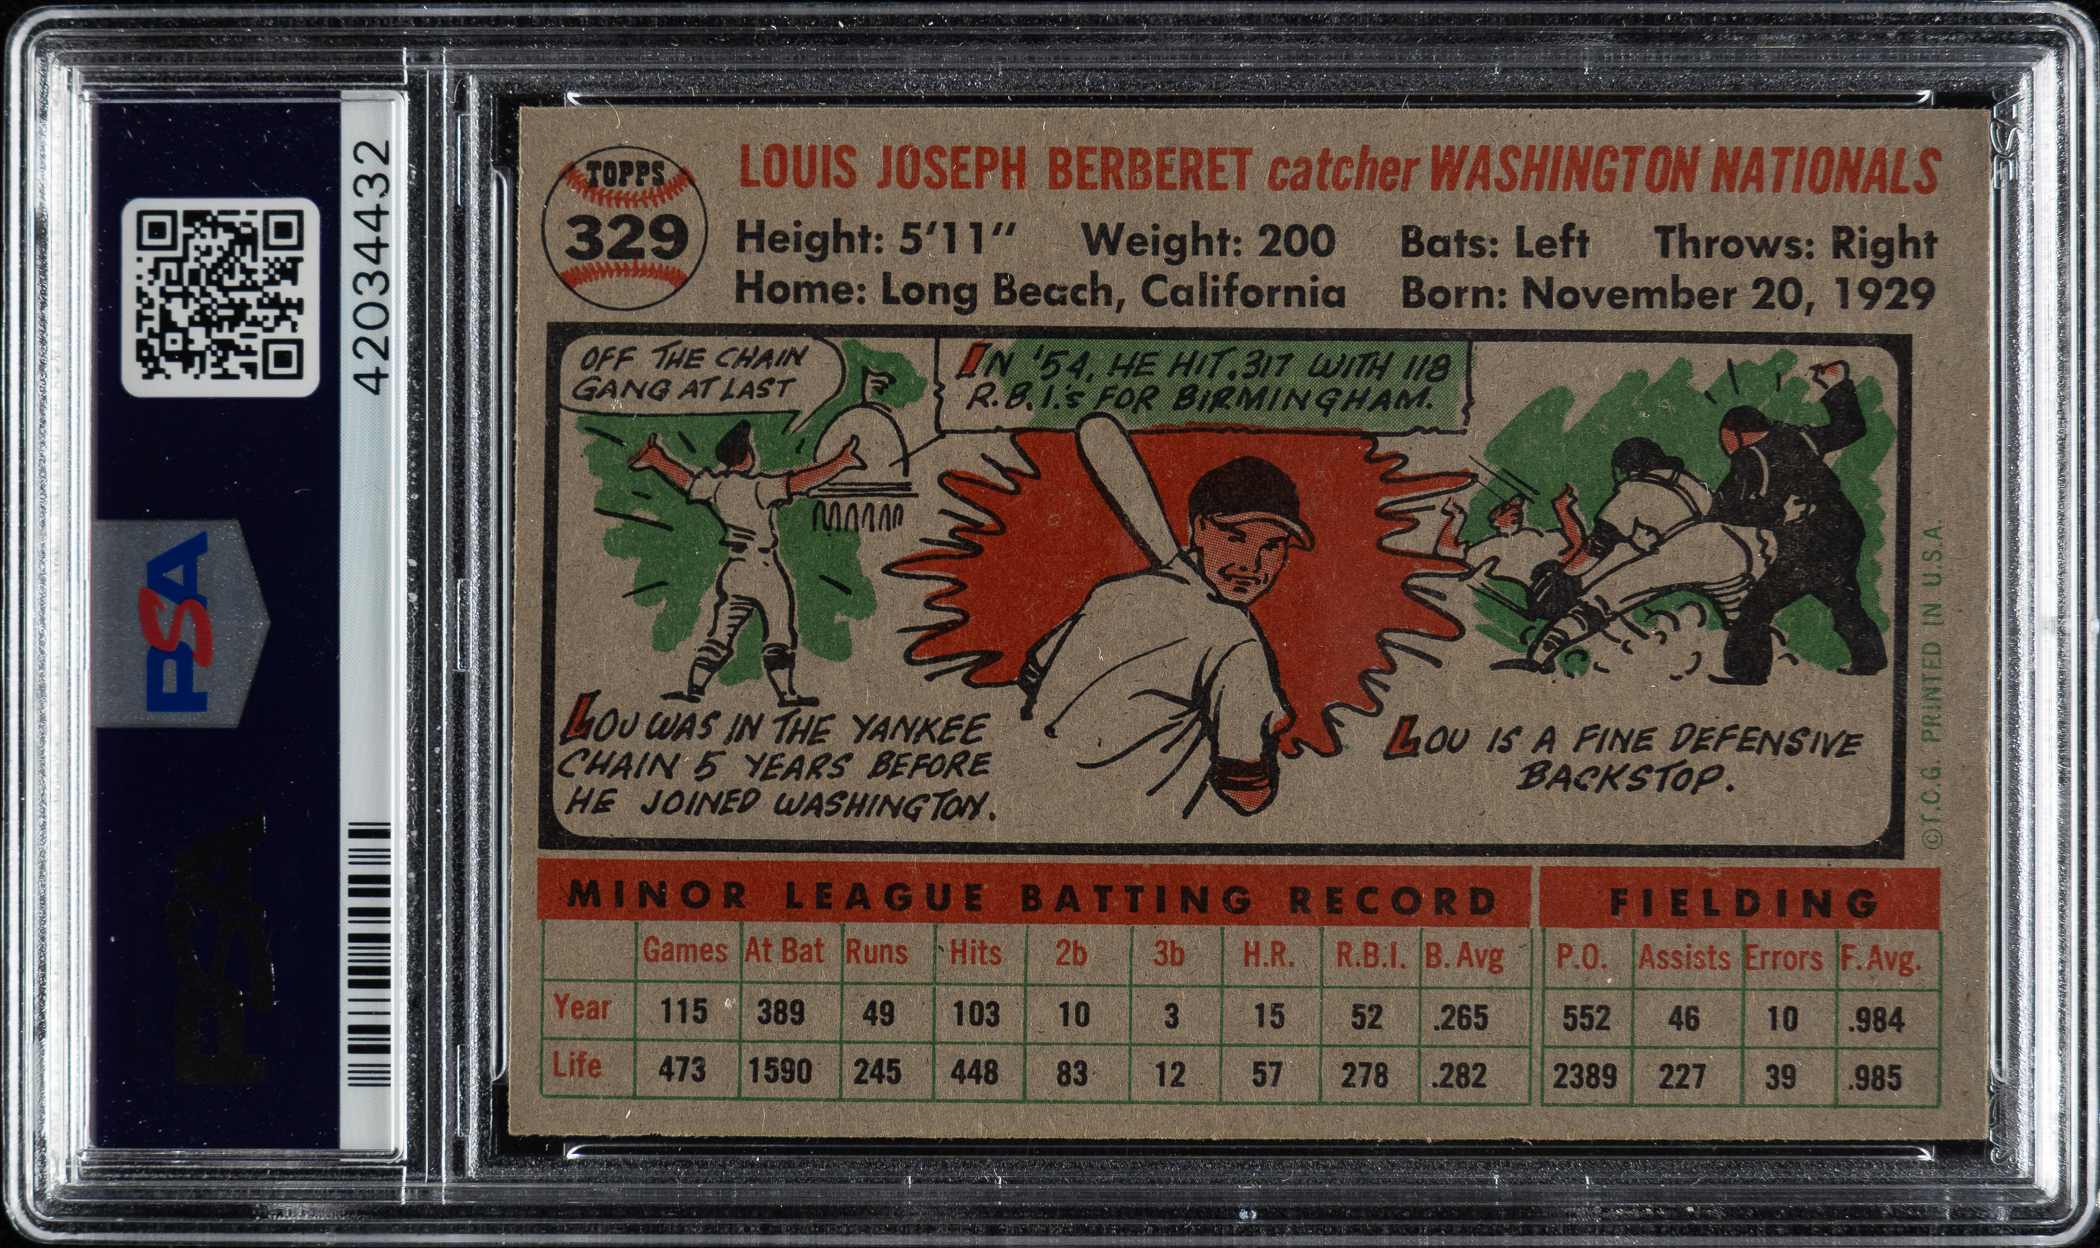 42034432
PSA
PSA
TOPPS
329
LOUIS JOSEPH BERBERET catcher WASHINGTON NATIONALS
Height: 5'11" Weight: 200 Bats: Left Throws: Right
Home: Long Beach, California Born: November 20, 1929
OFF THE CHAIN
GANG AT LAST
IN '54, HE HIT .317 WITH 118
R.B.I.'s FOR BIRMINGHAM.
LOU WAS IN THE YANKEE
CHAIN 5 YEARS BEFORE
HE JOINED WASHINGTON.
LOU IS A FINE DEFENSIVE
BACKSTOP.
©T.C.G. PRINTED IN U.S.A.
MINOR LEAGUE BATTING RECORD FIELDING
Games At Bat Runs Hits 2b 3b H.R. R.B.I. B. Avg P.O. Assists Errors F. Avg.
Year 115 389 49 103 10 3 15 52 .265 552 46 10 .984
Life 473 1590 245 448 83 12 57 278 .282 2389 227 39 .985